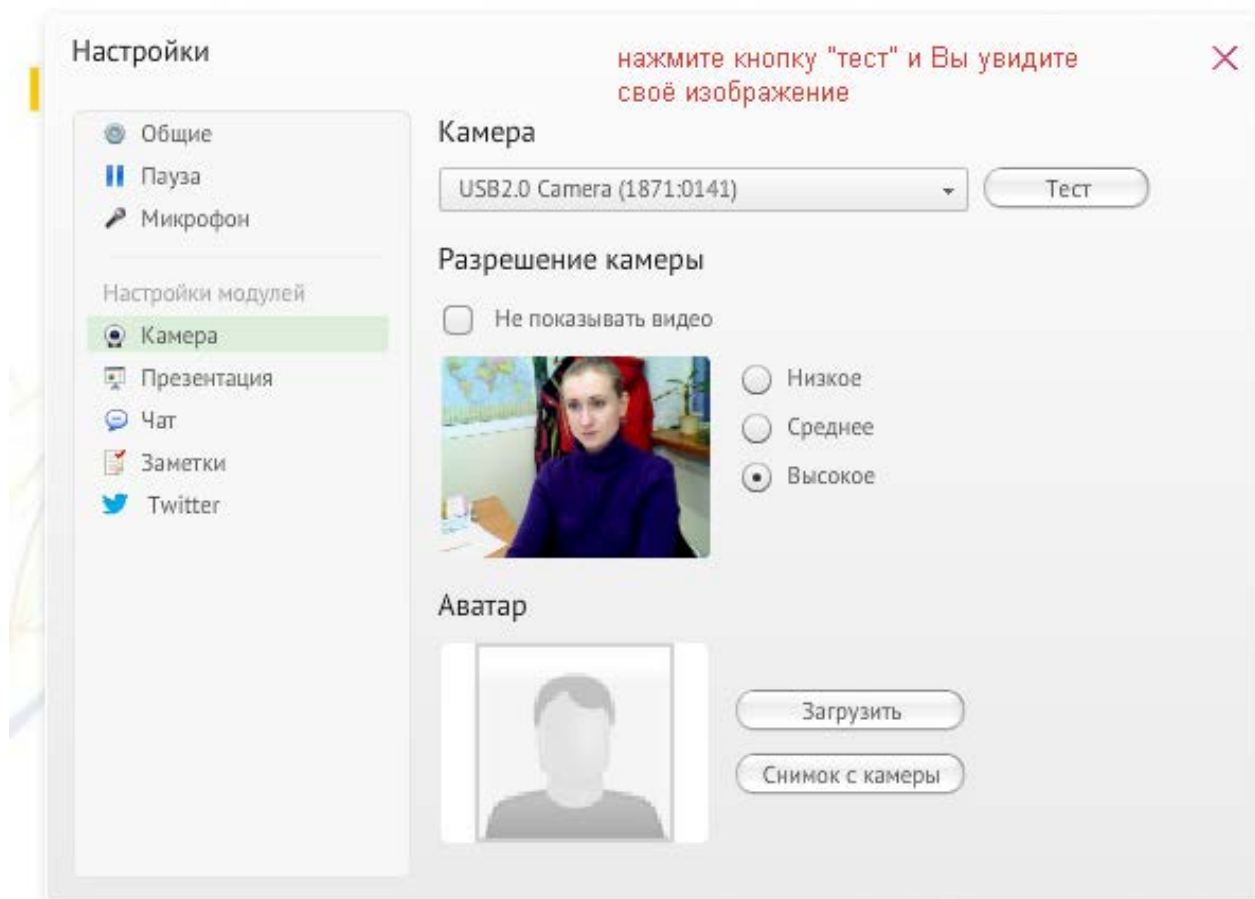 Настройки
нажмите кнопку "тест" и Вы увидите
своё изображение
Общие
Пауза
Микрофон
Настройки модулей
Камера
Презентация
Чат
Заметки
Twitter
Камера
USB2.0 Camera (1871:0141)
Тест
Разрешение камеры
Не показывать видео
Низкое
Среднее
Высокое
Аватар
Загрузить
Снимок с камеры